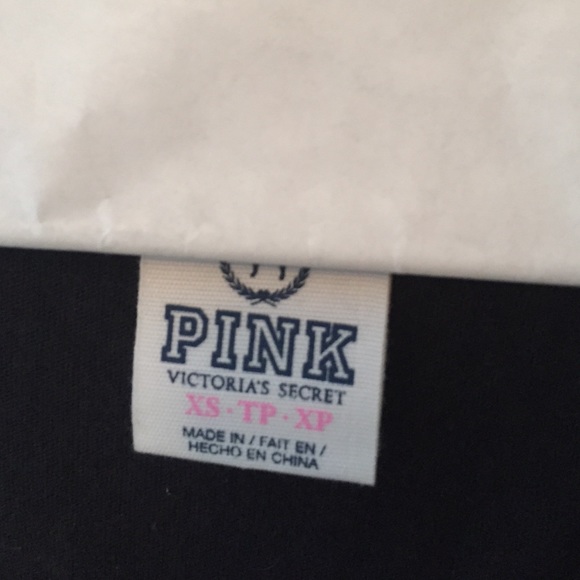 PINK
VICTORIA'S SECRET
XS · TP · XP
MADE IN / FAIT EN /
HECHO EN CHINA